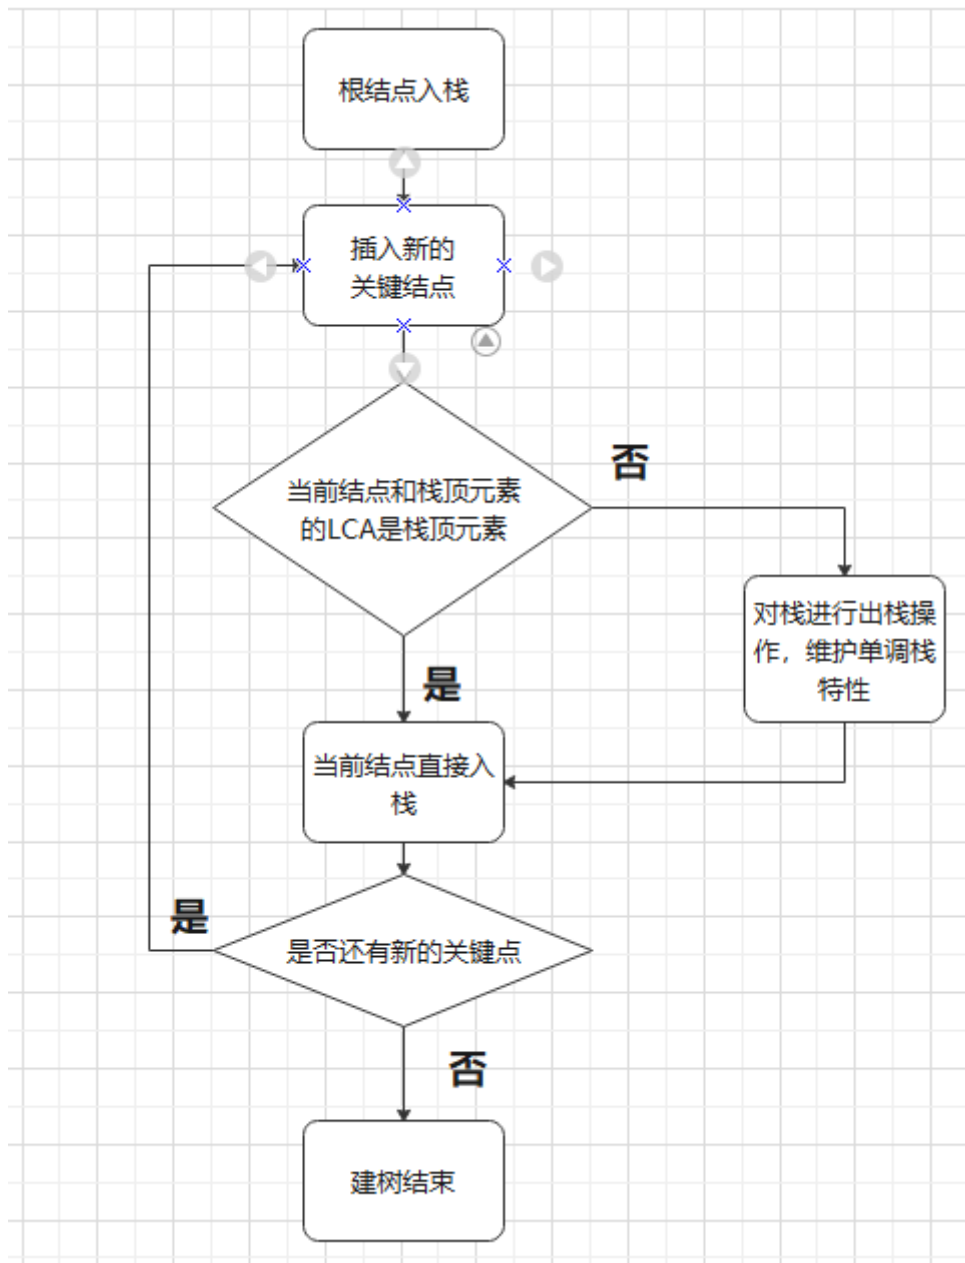 根结点入栈
插入新的
关键结点
否
当前结点和栈顶元素
的LCA是栈顶元素
对栈进行出栈操
作，维护单调栈
特性
是
当前结点直接入
栈
是
是否还有新的关键点
否
建树结束